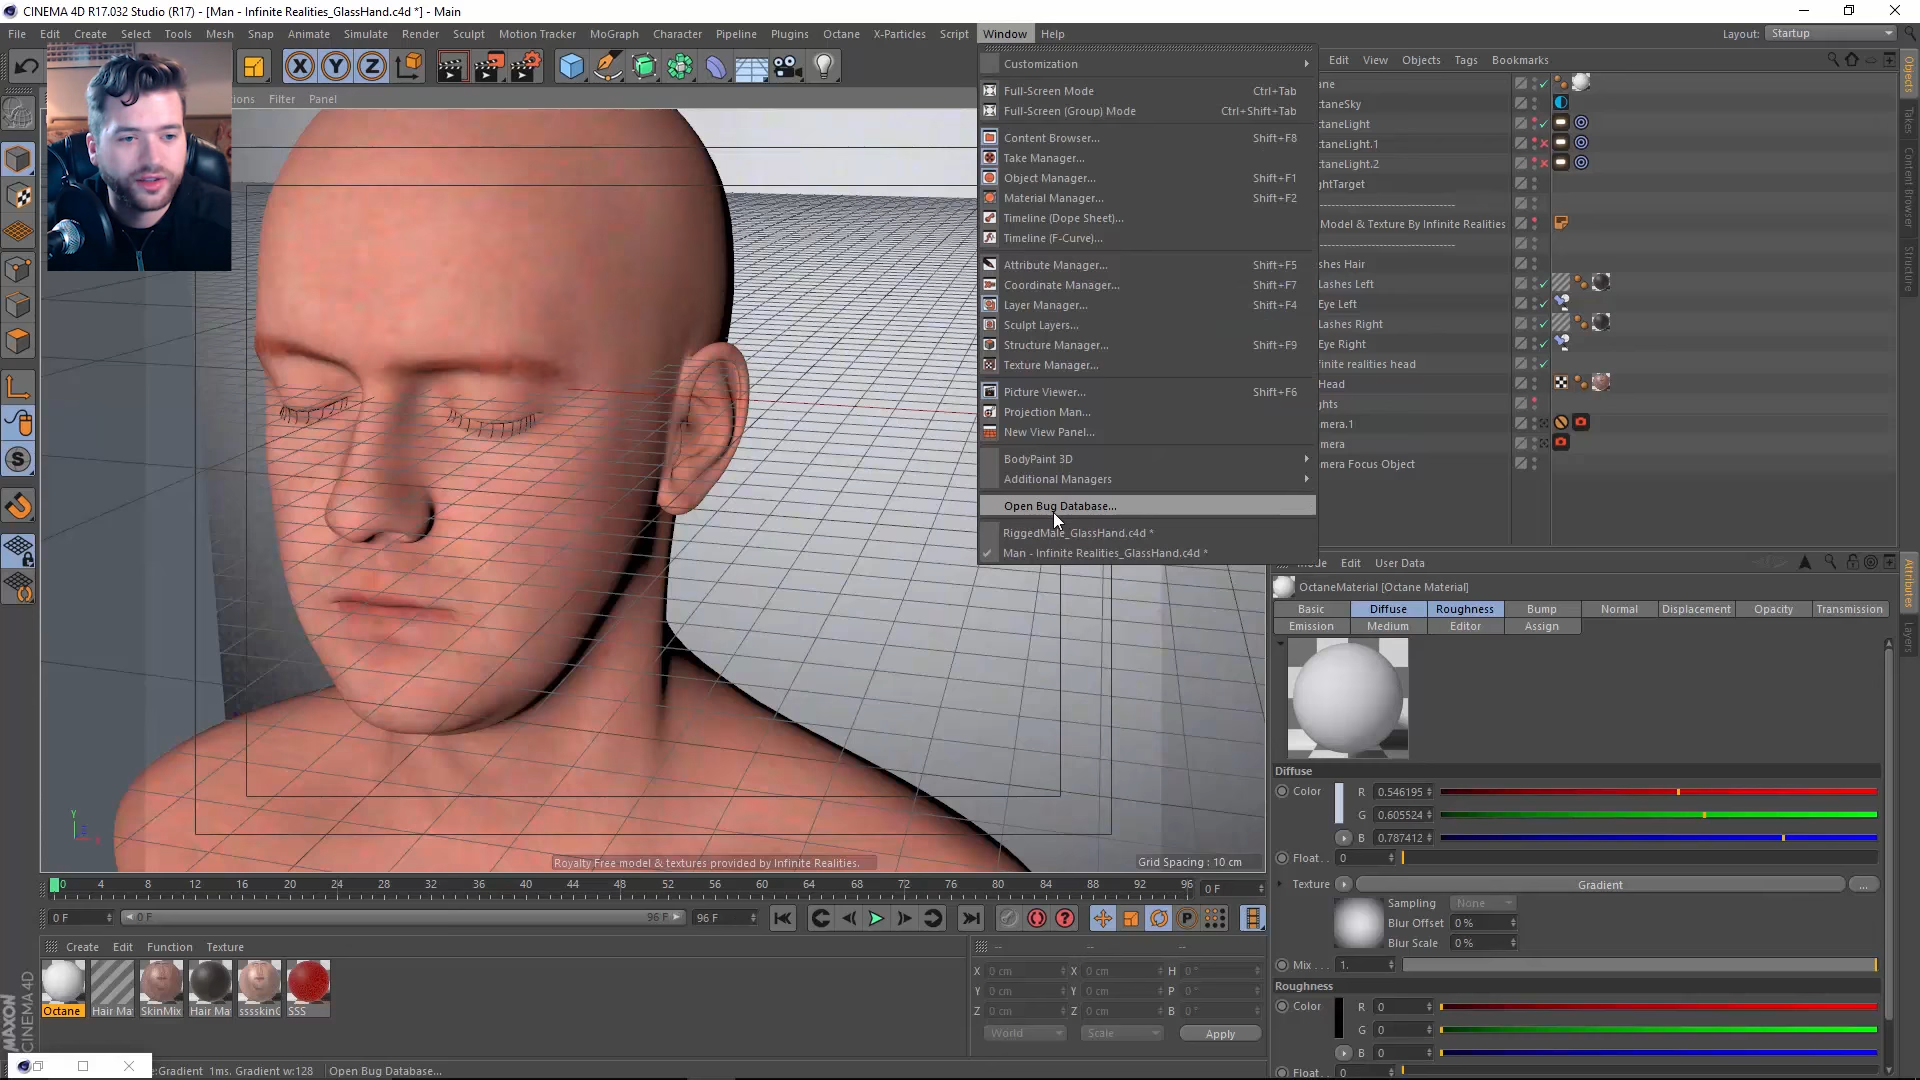 CINEMA 4D R17.032 Studio (R17) - [Man - Infinite Realities_GlassHand.c4d *] - Main
File Edit Create Select Tools Mesh Snap Animate Simulate Render Sculpt Motion Tracker MoGraph Character Pipeline Plugins Octane X-Particles Script Window Help
Layout: Startup
Filter Panel
Customization
Full-Screen Mode Ctrl+Tab
Full-Screen (Group) Mode Ctrl+Shift+Tab
Content Browser... Shift+F8
Take Manager...
Object Manager... Shift+F1
Material Manager... Shift+F2
Timeline (Dope Sheet)...
Timeline (F-Curve)...
Attribute Manager... Shift+F5
Coordinate Manager... Shift+F7
Layer Manager... Shift+F4
Sculpt Layers...
Structure Manager... Shift+F9
Texture Manager...
Picture Viewer... Shift+F6
Projection Man...
New View Panel...
BodyPaint 3D
Additional Managers
Open Bug Database...
RiggedMale_GlassHand.c4d *
Man - Infinite Realities_GlassHand.c4d *
Edit View Objects Tags Bookmarks
ane
ctaneSky
ctaneLight
ctaneLight.1
ctaneLight.2
ghtTarget
Model & Texture By Infinite Realities
shes Hair
Lashes Left
Eye Left
Lashes Right
Eye Right
finite realities head
Head
ghts
mera.1
mera
mera Focus Object
Objects
Takes
Content Browser
Structure
Attributes
Layers
Edit User Data
OctaneMaterial [Octane Material]
Basic Diffuse Roughness Bump Normal Displacement Opacity Transmission
Emission Medium Editor Assign
Diffuse
Color R 0.546195
G 0.605524
B 0.787412
Float. . 0
Texture Gradient ...
Sampling None
Blur Offset 0 %
Blur Scale 0 %
Mix . . . 1.
Roughness
Color R 0
G 0
B 0
Float. . 0
Y
Royalty Free model & textures provided by Infinite Realities.
Grid Spacing : 10 cm
0 4 8 12 16 20 24 28 32 36 40 44 48 52 56 60 64 68 72 76 80 84 88 92 96 0 F
0 F 0 F 96 F 96 F
Create Edit Function Texture
Octane Hair Ma SkinMix Hair Ma sssskinC SSS
-- -- --
X 0 cm X 0 cm H 0 °
Y 0 cm Y 0 cm P 0 °
Z 0 cm Z 0 cm B 0 °
World Scale Apply
MAXON
CINEMA 4D
:Gradient 1ms. Gradient w:128 Open Bug Database...